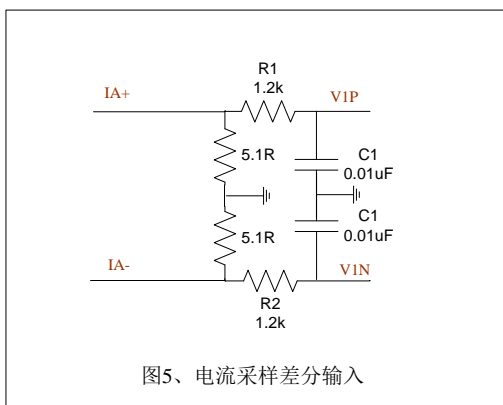 R1
1.2k
IA+
V1P
5.1R
C1
0.01uF
C1
0.01uF
5.1R
IA-
V1N
R2
1.2k
图5、电流采样差分输入